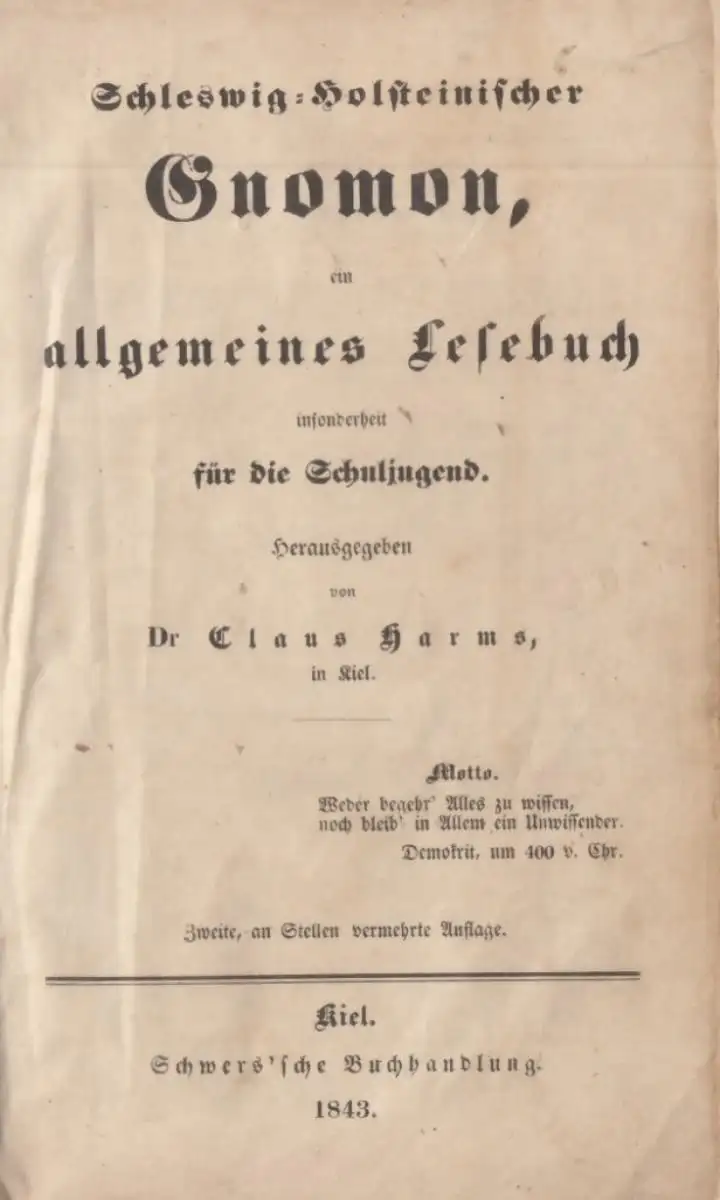 Schleswig-Holsteinischer
Gnomon,
ein
allgemeines Lesebuch
insonderheit
für die Schuljugend.
Herausgegeben
von
Dr Claus Harms,
in Kiel.
Motto.
Weder begehr' Alles zu wissen,
noch bleib' in Allem ein Unwissender.
Demokrit, um 400 v. Chr.
Zweite, an Stellen vermehrte Auflage.
Kiel.
Schwers'sche Buchhandlung.
1843.